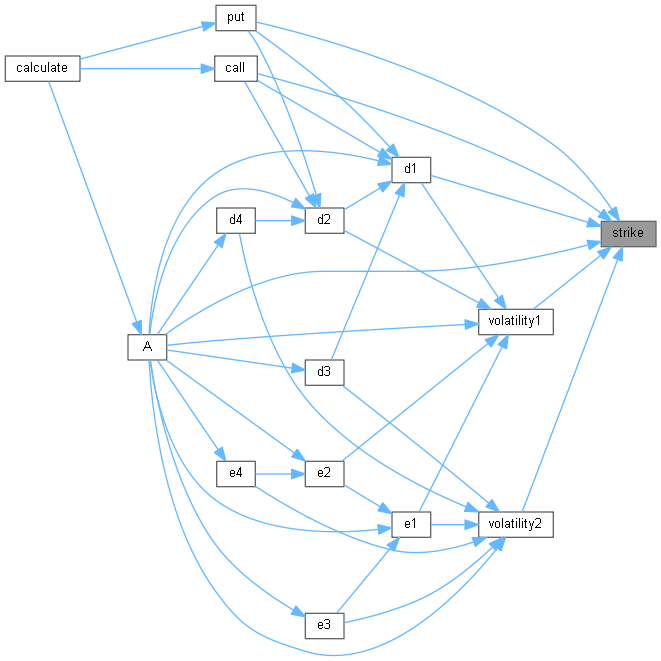 put
calculate
call
d1
d4
d2
strike
volatility1
A
d3
e4
e2
e1
volatility2
e3